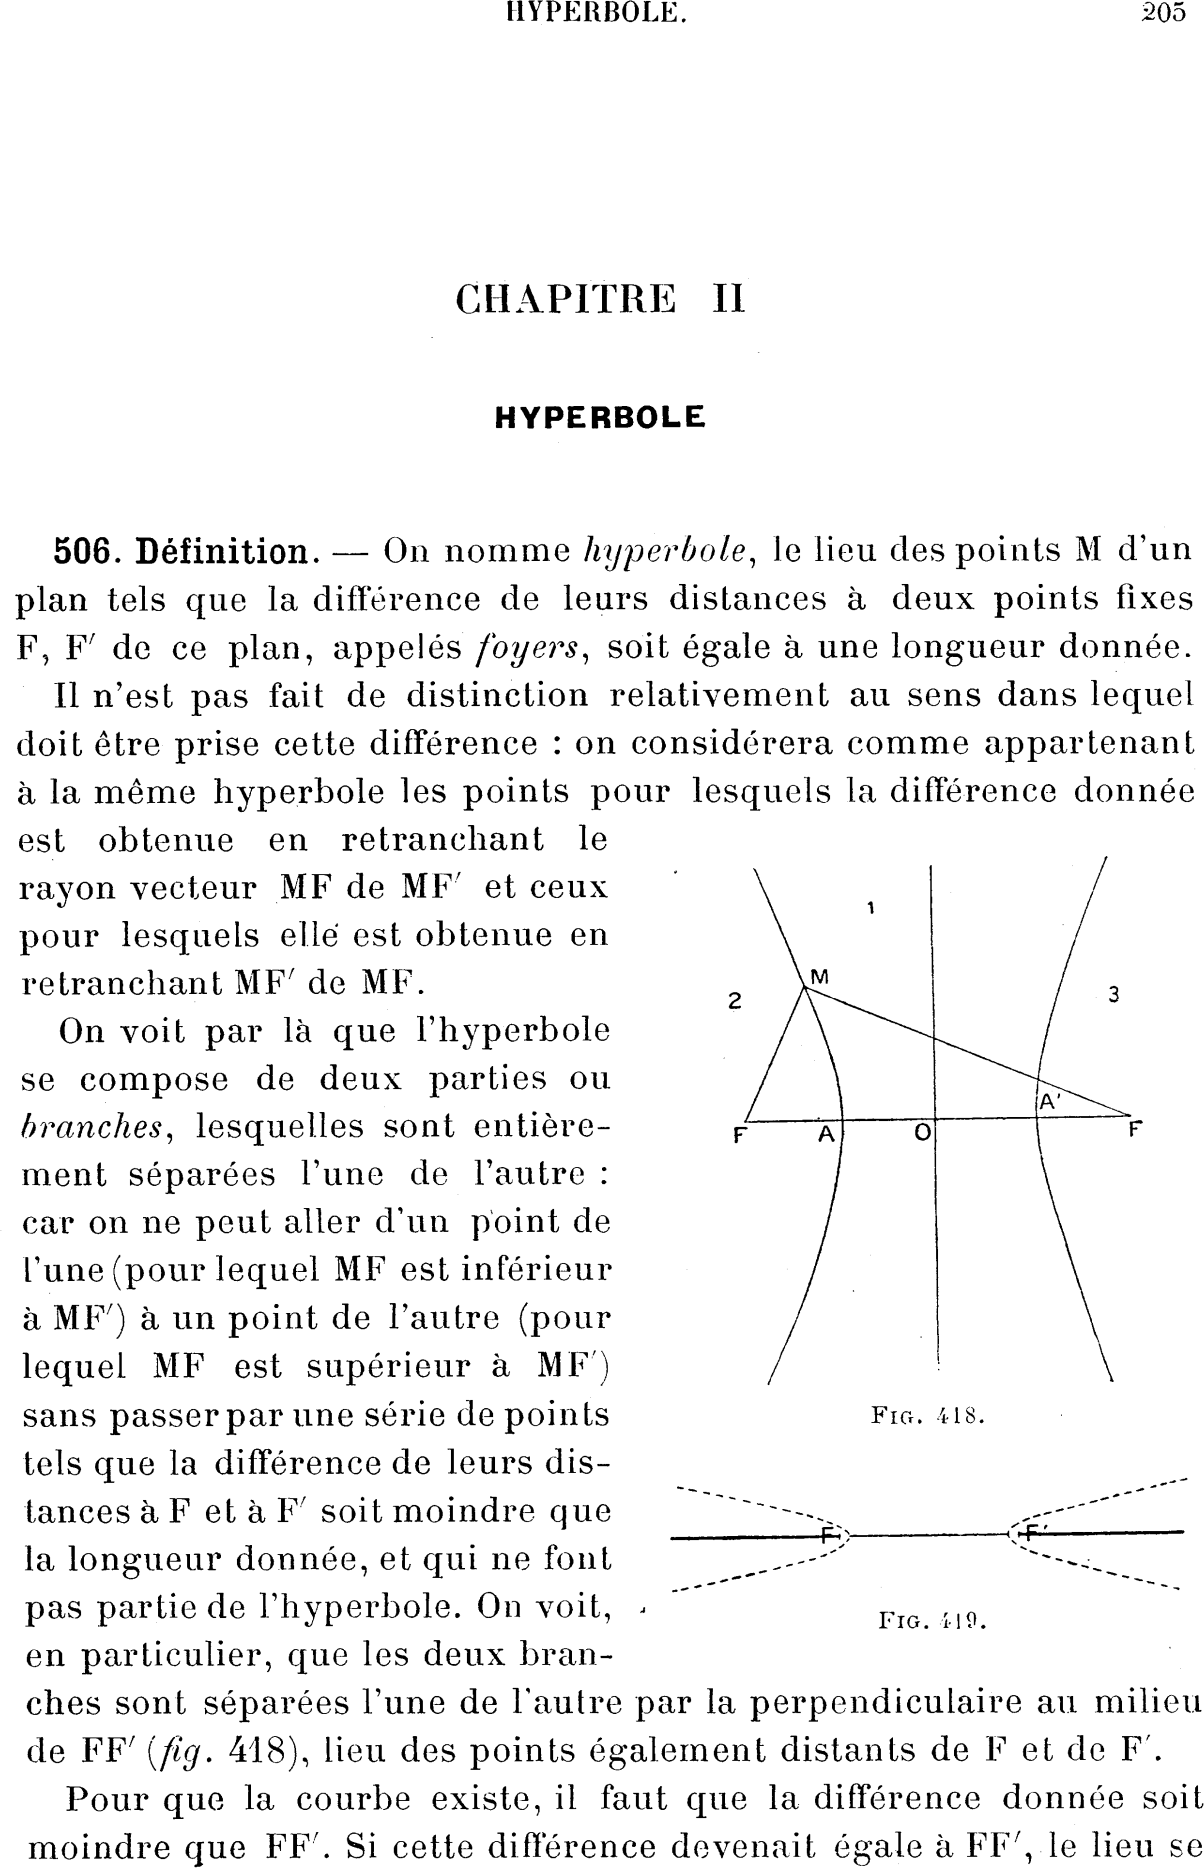 HYPERBOLE. 205
CHAPITRE II
HYPERBOLE
506. Définition. — On nomme hyperbole, le lieu des points M d'un
plan tels que la différence de leurs distances à deux points fixes
F, F′ de ce plan, appelés foyers, soit égale à une longueur donnée.
Il n'est pas fait de distinction relativement au sens dans lequel
doit être prise cette différence : on considérera comme appartenant
à la même hyperbole les points pour lesquels la différence donnée
est obtenue en retranchant le
rayon vecteur MF de MF′ et ceux
pour lesquels elle est obtenue en
retranchant MF′ de MF.
On voit par là que l'hyperbole
se compose de deux parties ou
branches, lesquelles sont entière-
ment séparées l'une de l'autre :
car on ne peut aller d'un point de
l'une (pour lequel MF est inférieur
à MF′) à un point de l'autre (pour
lequel MF est supérieur à MF′)
sans passer par une série de points
tels que la différence de leurs dis-
tances à F et à F′ soit moindre que
la longueur donnée, et qui ne font
pas partie de l'hyperbole. On voit,
en particulier, que les deux bran-
1
M
2
3
A'
F A O F
FIG. 418.
F F'
FIG. 419.
ches sont séparées l'une de l'autre par la perpendiculaire au milieu
de FF′ (fig. 418), lieu des points également distants de F et de F′.
Pour que la courbe existe, il faut que la différence donnée soit
moindre que FF′. Si cette différence devenait égale à FF′, le lieu se